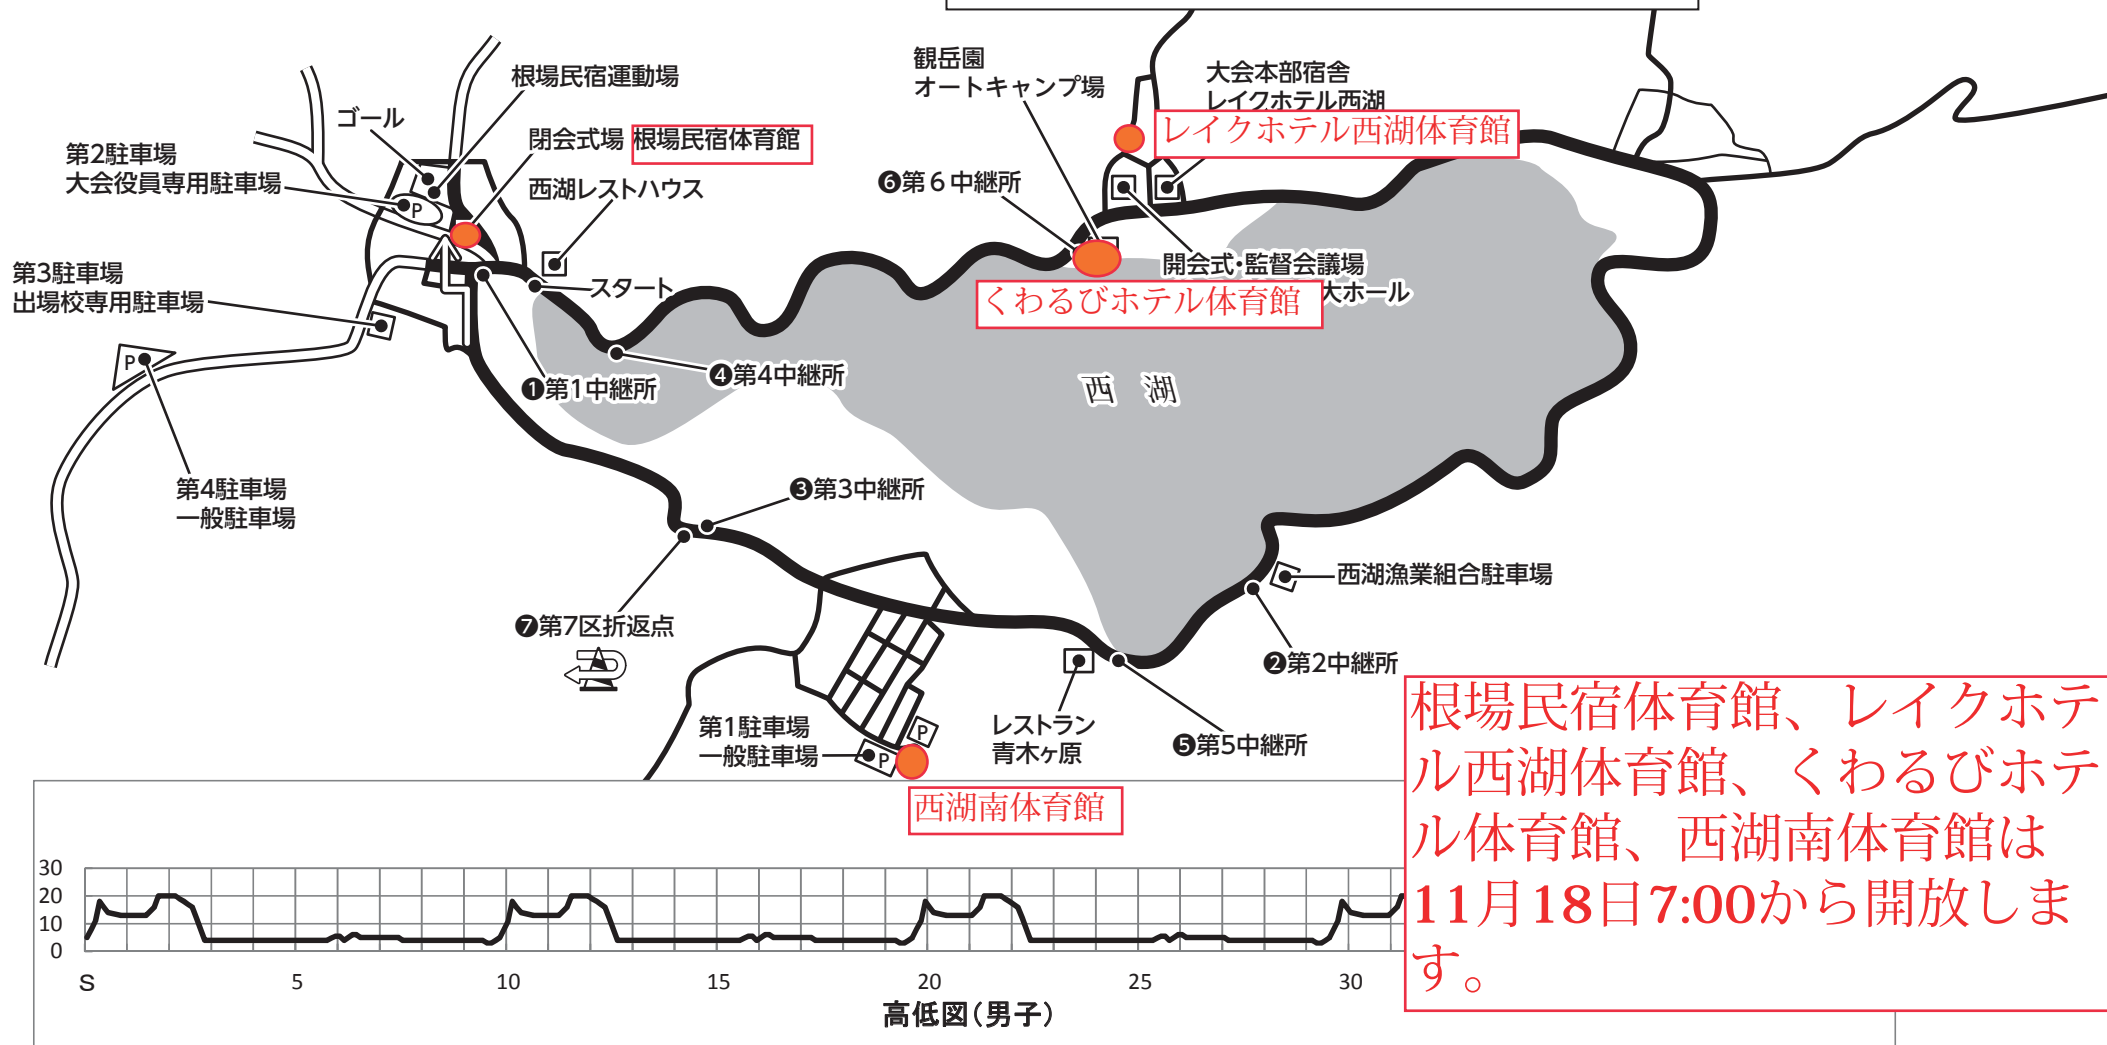 観岳園
オートキャンプ場
大会本部宿舎
レイクホテル西湖
レイクホテル西湖体育館
根場民宿運動場
ゴール
閉会式場 根場民宿体育館
第2駐車場
大会役員専用駐車場
P
西湖レストハウス
❻第6中継所
第3駐車場
出場校専用駐車場
スタート
開会式・監督会議場
大ホール
くわるびホテル体育館
P
❶第1中継所
❹第4中継所
西 湖
第4駐車場
一般駐車場
❸第3中継所
西湖漁業組合駐車場
❼第7区折返点
❷第2中継所
第1駐車場
一般駐車場
P
P
レストラン
青木ヶ原
❺第5中継所
西湖南体育館
根場民宿体育館、レイクホテ
ル西湖体育館、くわるびホテ
ル体育館、西湖南体育館は
11月18日7:00から開放しま
す。
30
20
10
0
S 5 10 15 20 25 30
高低図(男子)